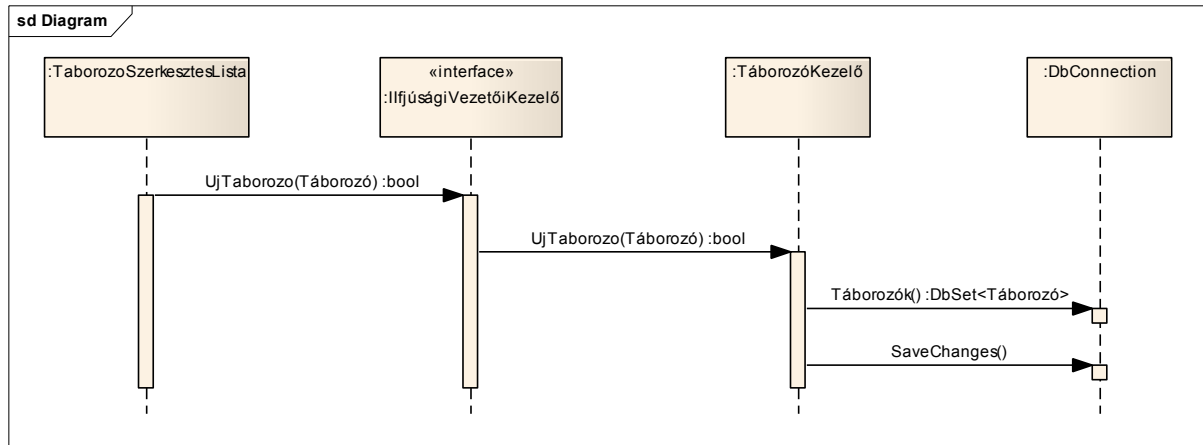 sd Diagram
:TaborozoSzerkesztesLista
«interface»
:IIfjúságiVezetőiKezelő
:TáborozóKezelő
:DbConnection
UjTaborozo(Táborozó) :bool
UjTaborozo(Táborozó) :bool
Táborozók() :DbSet<Táborozó>
SaveChanges()